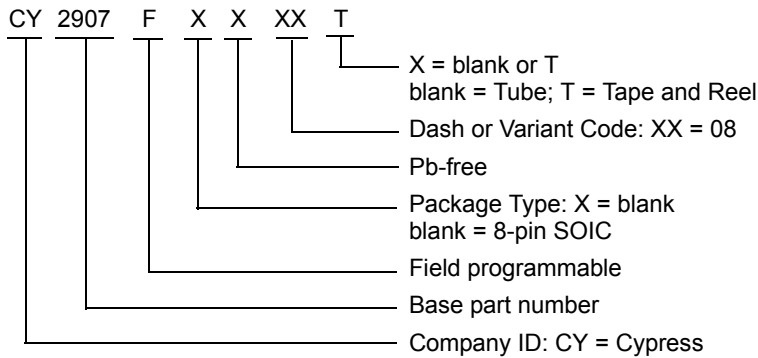 CY 2907 F X X XX T
X = blank or T
blank = Tube; T = Tape and Reel
Dash or Variant Code: XX = 08
Pb-free
Package Type: X = blank
blank = 8-pin SOIC
Field programmable
Base part number
Company ID: CY = Cypress